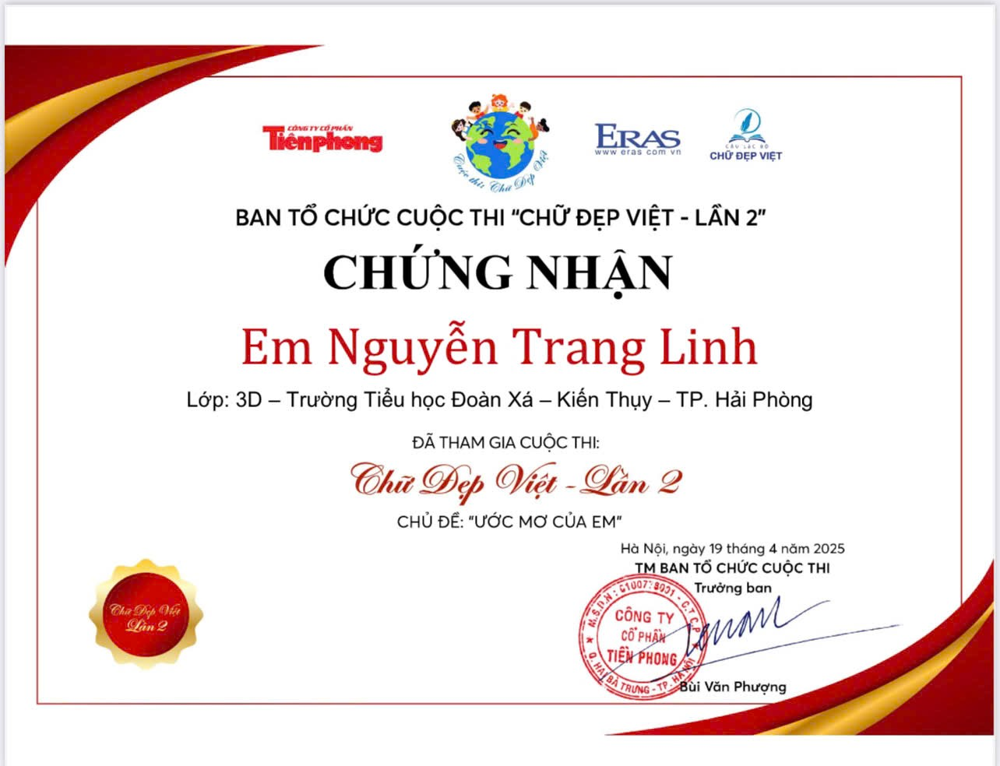 CÔNG TY CỔ PHẦN
Tiênphong
Cuộc thi: Chữ Đẹp Việt
ERAS
www eras com vn
CÂU LẠC BỘ
CHỮ ĐẸP VIỆT
BAN TỔ CHỨC CUỘC THI “CHỮ ĐẸP VIỆT - LẦN 2”
CHỨNG NHẬN
Em Nguyễn Trang Linh
Lớp: 3D – Trường Tiểu học Đoàn Xá – Kiến Thụy – TP. Hải Phòng
ĐÃ THAM GIA CUỘC THI:
Chữ Đẹp Việt - Lần 2
CHỦ ĐỀ: “ƯỚC MƠ CỦA EM”
Hà Nội, ngày 19 tháng 4 năm 2025
TM BAN TỔ CHỨC CUỘC THI
Trưởng ban
Chữ Đẹp Việt
Lần 2
M.S.D.N: C.T.C.P
CÔNG TY
CỔ PHẦN
TIỀN PHONG
Q. HAI BÀ TRƯNG - TP. HÀ NỘI
Bùi Văn Phượng